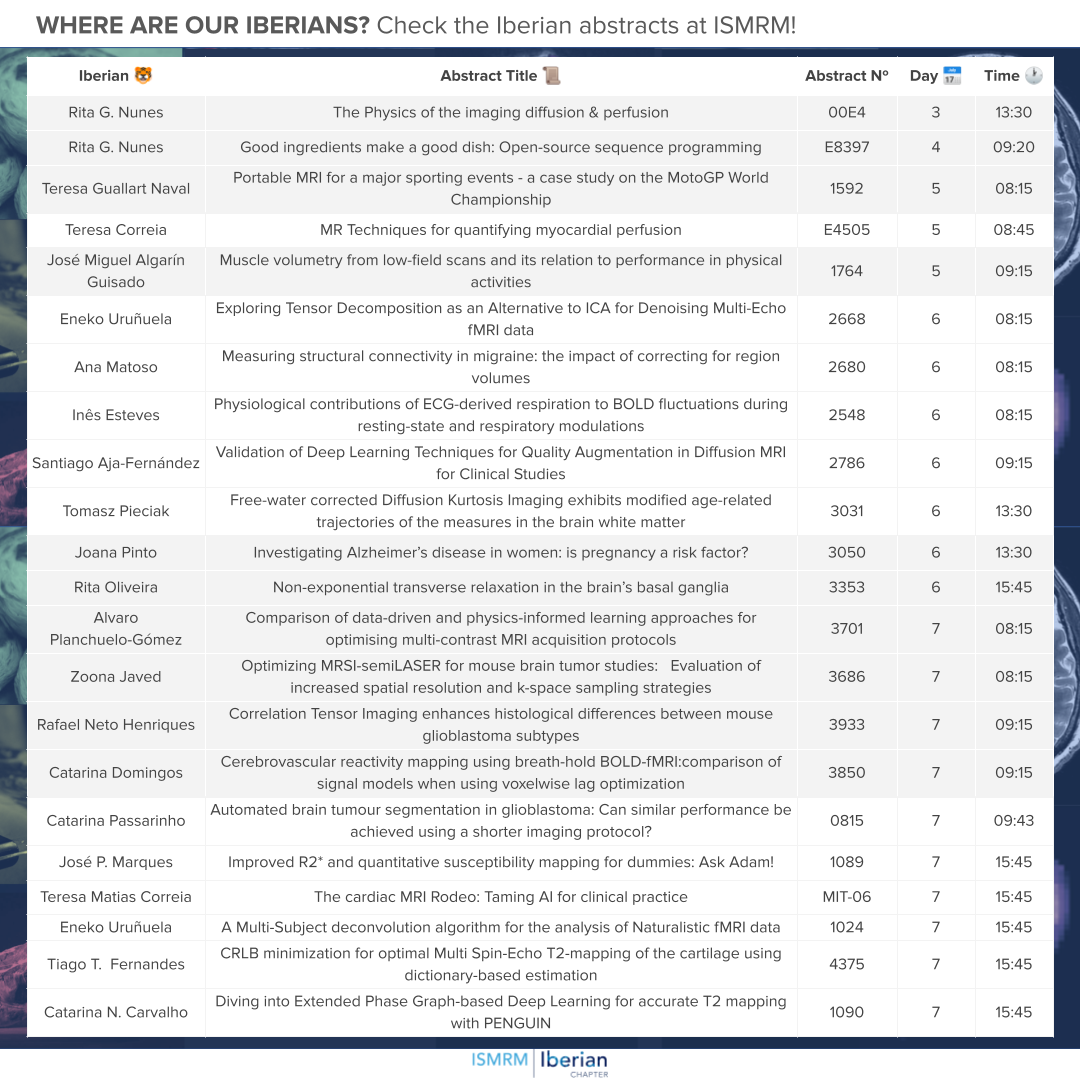 WHERE ARE OUR IBERIANS? Check the Iberian abstracts at ISMRM!
Iberian 🐯 Abstract Title 📜 Abstract Nº Day 📅 Time 🕐
Rita G. Nunes The Physics of the imaging diffusion & perfusion 00E4 3 13:30
Rita G. Nunes Good ingredients make a good dish: Open-source sequence programming E8397 4 09:20
Teresa Guallart Naval Portable MRI for a major sporting events - a case study on the MotoGP World
Championship 1592 5 08:15
Teresa Correia MR Techniques for quantifying myocardial perfusion E4505 5 08:45
José Miguel Algarín
Guisado Muscle volumetry from low-field scans and its relation to performance in physical
activities 1764 5 09:15
Eneko Uruñuela Exploring Tensor Decomposition as an Alternative to ICA for Denoising Multi-Echo
fMRI data 2668 6 08:15
Ana Matoso Measuring structural connectivity in migraine: the impact of correcting for region
volumes 2680 6 08:15
Inês Esteves Physiological contributions of ECG-derived respiration to BOLD fluctuations during
resting-state and respiratory modulations 2548 6 08:15
Santiago Aja-Fernández Validation of Deep Learning Techniques for Quality Augmentation in Diffusion MRI
for Clinical Studies 2786 6 09:15
Tomasz Pieciak Free-water corrected Diffusion Kurtosis Imaging exhibits modified age-related
trajectories of the measures in the brain white matter 3031 6 13:30
Joana Pinto Investigating Alzheimer's disease in women: is pregnancy a risk factor? 3050 6 13:30
Rita Oliveira Non-exponential transverse relaxation in the brain's basal ganglia 3353 6 15:45
Alvaro
Planchuelo-Gómez Comparison of data-driven and physics-informed learning approaches for
optimising multi-contrast MRI acquisition protocols 3701 7 08:15
Zoona Javed Optimizing MRSI-semiLASER for mouse brain tumor studies: Evaluation of
increased spatial resolution and k-space sampling strategies 3686 7 08:15
Rafael Neto Henriques Correlation Tensor Imaging enhances histological differences between mouse
glioblastoma subtypes 3933 7 09:15
Catarina Domingos Cerebrovascular reactivity mapping using breath-hold BOLD-fMRI:comparison of
signal models when using voxelwise lag optimization 3850 7 09:15
Catarina Passarinho Automated brain tumour segmentation in glioblastoma: Can similar performance be
achieved using a shorter imaging protocol? 0815 7 09:43
José P. Marques Improved R2* and quantitative susceptibility mapping for dummies: Ask Adam! 1089 7 15:45
Teresa Matias Correia The cardiac MRI Rodeo: Taming AI for clinical practice MIT-06 7 15:45
Eneko Uruñuela A Multi-Subject deconvolution algorithm for the analysis of Naturalistic fMRI data 1024 7 15:45
Tiago T. Fernandes CRLB minimization for optimal Multi Spin-Echo T2-mapping of the cartilage using
dictionary-based estimation 4375 7 15:45
Catarina N. Carvalho Diving into Extended Phase Graph-based Deep Learning for accurate T2 mapping
with PENGUIN 1090 7 15:45
ISMRM Iberian
CHAPTER